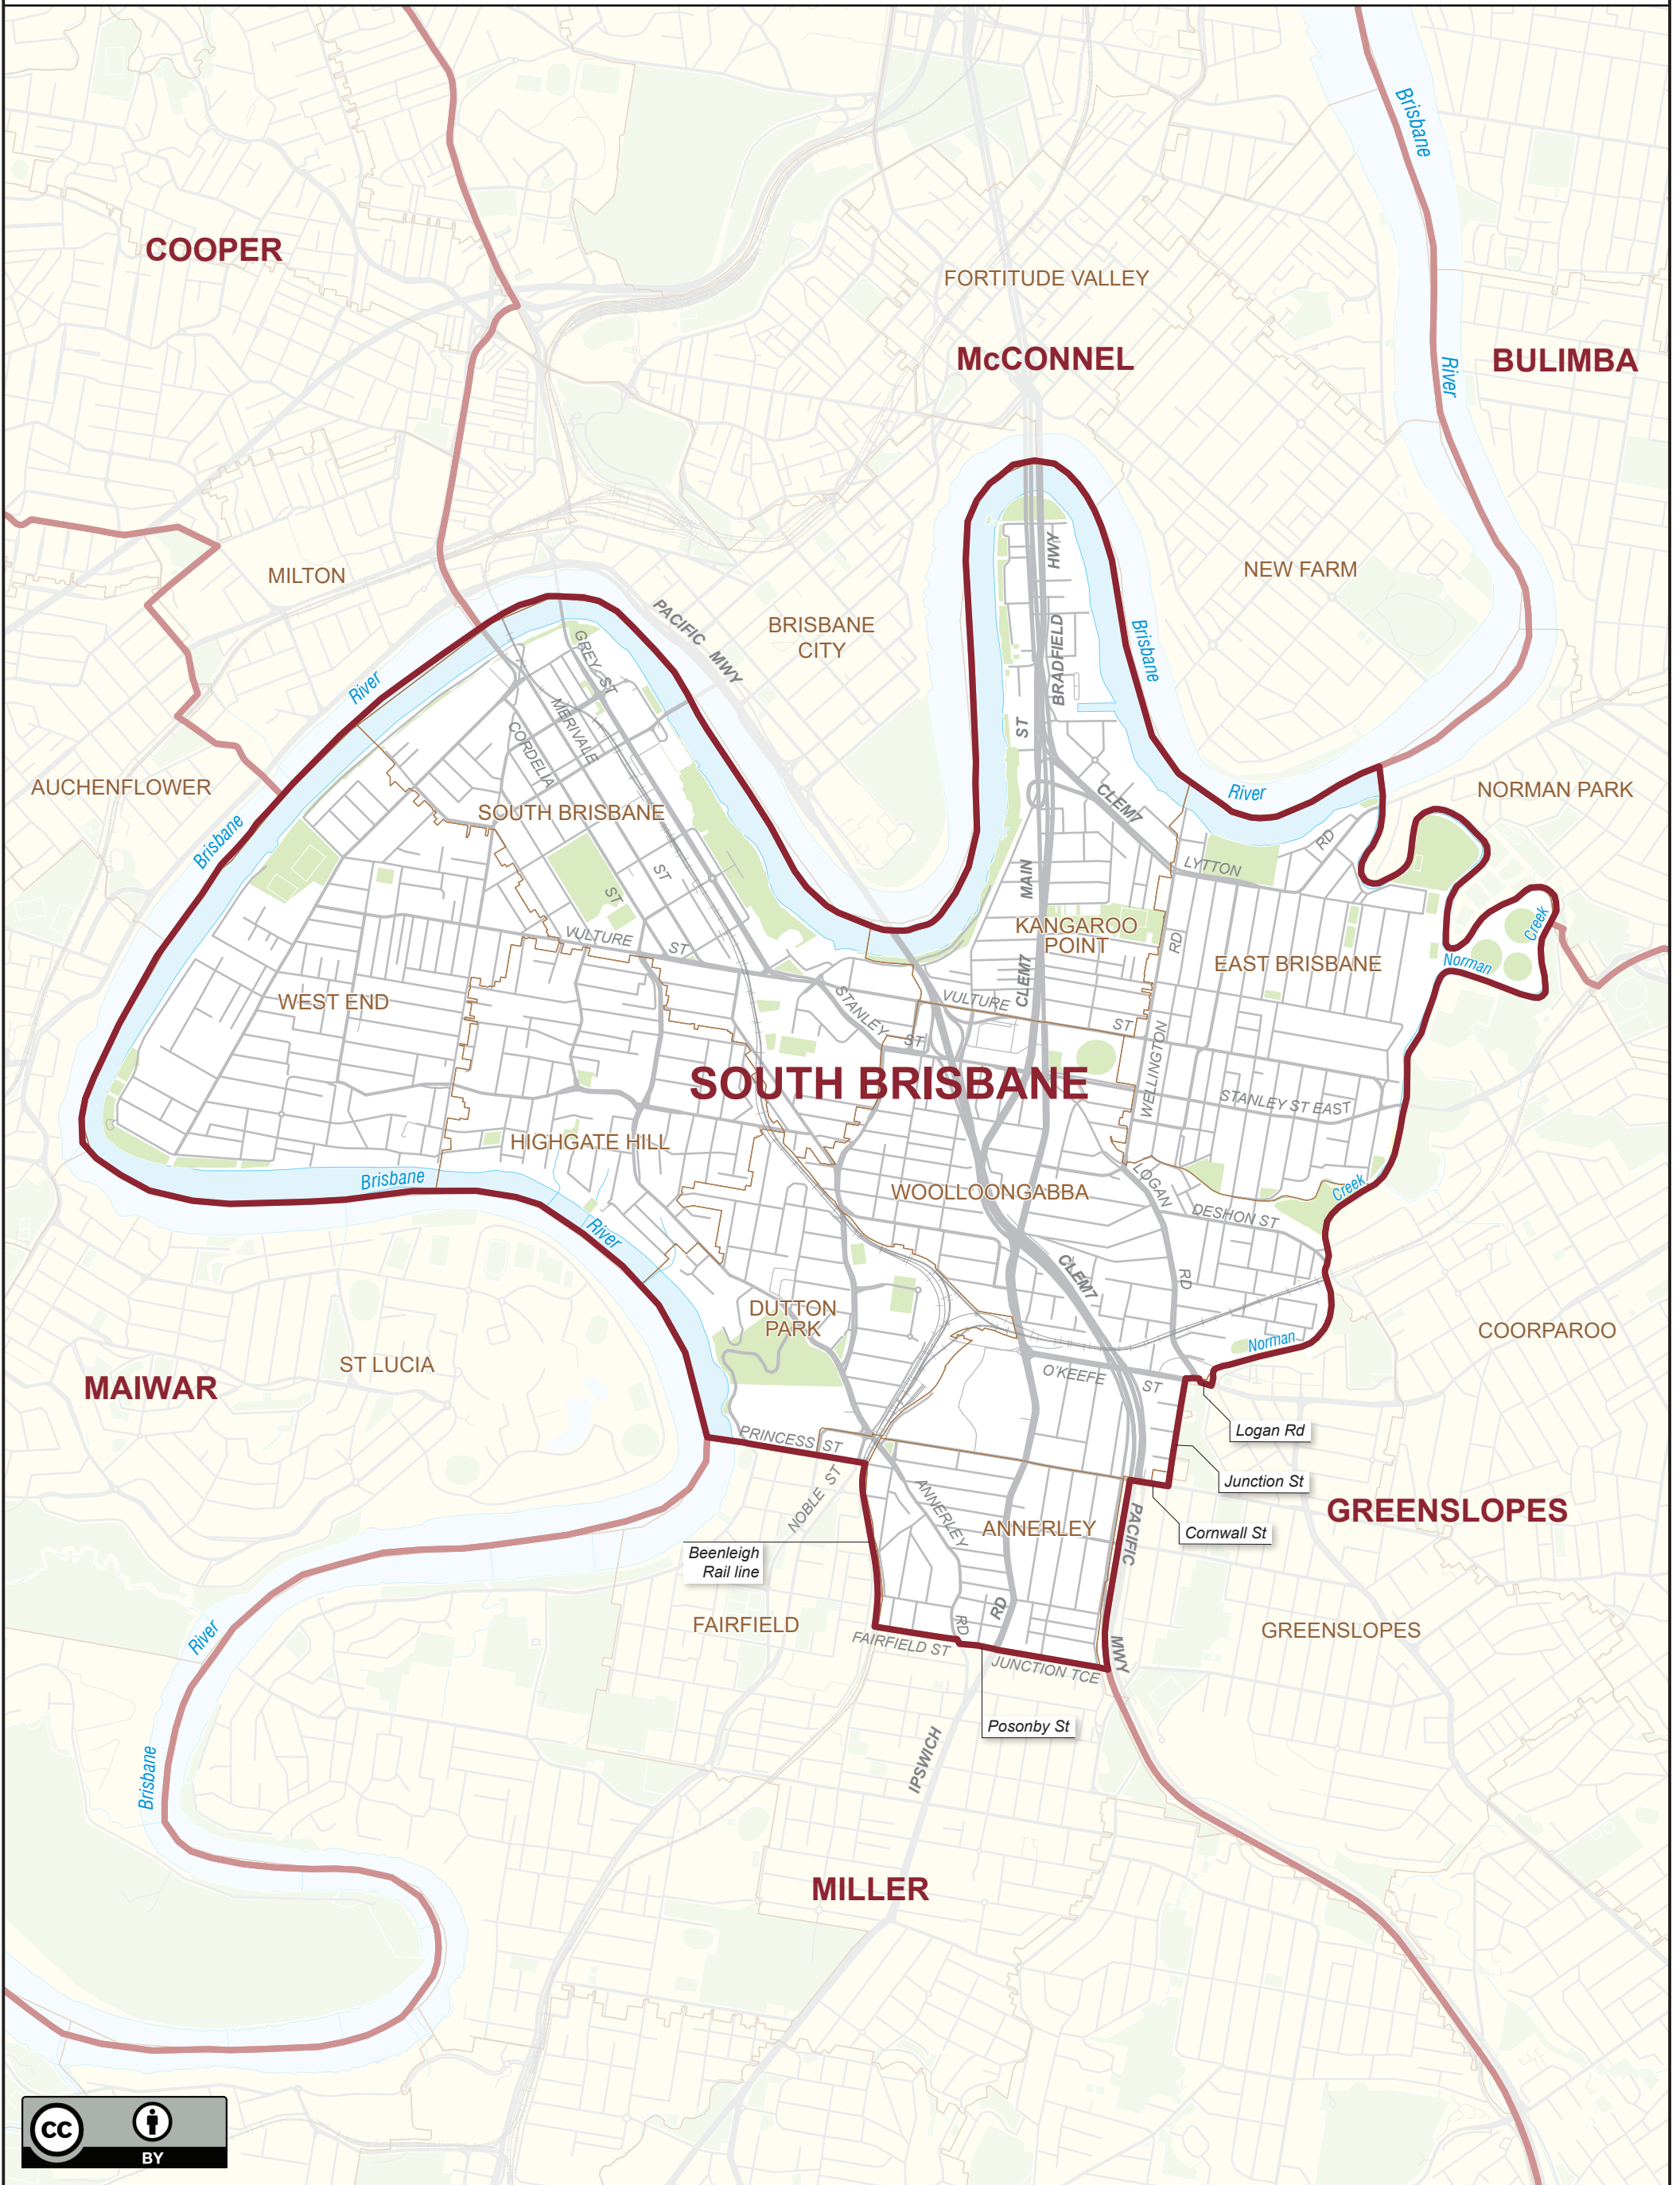 Brisbane
COOPER
FORTITUDE VALLEY
McCONNEL
BULIMBA
River
HWY
MILTON
NEW FARM
PACIFIC MWY
BRISBANE
CITY
GREY ST
BRADFIELD
Brisbane
River
MERIVALE
CORDELIA
ST
AUCHENFLOWER
SOUTH BRISBANE
CLEM7
River
NORMAN PARK
Brisbane
RD
LYTTON
ST
ST
MAIN
KANGAROO
POINT
VULTURE
ST
RD
Creek
EAST BRISBANE
Norman
WEST END
CLEM7
STANLEY
ST
VULTURE
ST
SOUTH BRISBANE
WELLINGTON
STANLEY ST EAST
HIGHGATE HILL
Brisbane
River
WOOLLOONGABBA
LOGAN
RD
Creek
DESHON ST
CLEM7
DUTTON
PARK
Norman
COORPAROO
ST LUCIA
MAIWAR
O'KEEFE
ST
Logan Rd
PRINCESS ST
Junction St
NOBLE ST
ANNERLEY
RD
GREENSLOPES
ANNERLEY
Cornwall St
PACIFIC
MWY
Beenleigh
Rail line
FAIRFIELD
RD
GREENSLOPES
River
FAIRFIELD ST
JUNCTION TCE
Posonby St
Brisbane
IPSWICH
MILLER
CC
BY